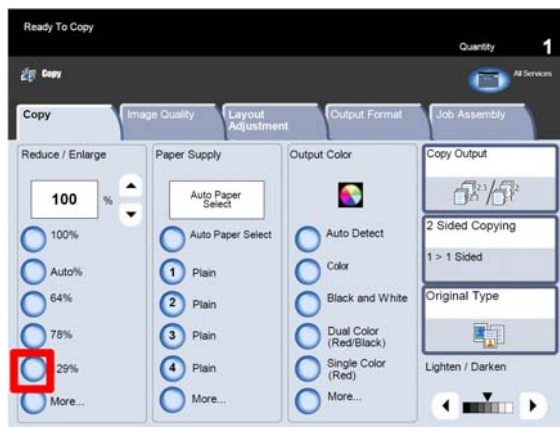 Ready To Copy
Quantity 1
Copy
All Services
Copy
Image Quality
Layout
Adjustment
Output Format
Job Assembly
Reduce / Enlarge
100 %
100%
Auto%
64%
78%
29%
More...
Paper Supply
Auto Paper
Select
Auto Paper Select
1 Plain
2 Plain
3 Plain
4 Plain
More...
Output Color
Auto Detect
Color
Black and White
Dual Color
(Red/Black)
Single Color
(Red)
More...
Copy Output
2 Sided Copying
1 > 1 Sided
Original Type
Lighten / Darken